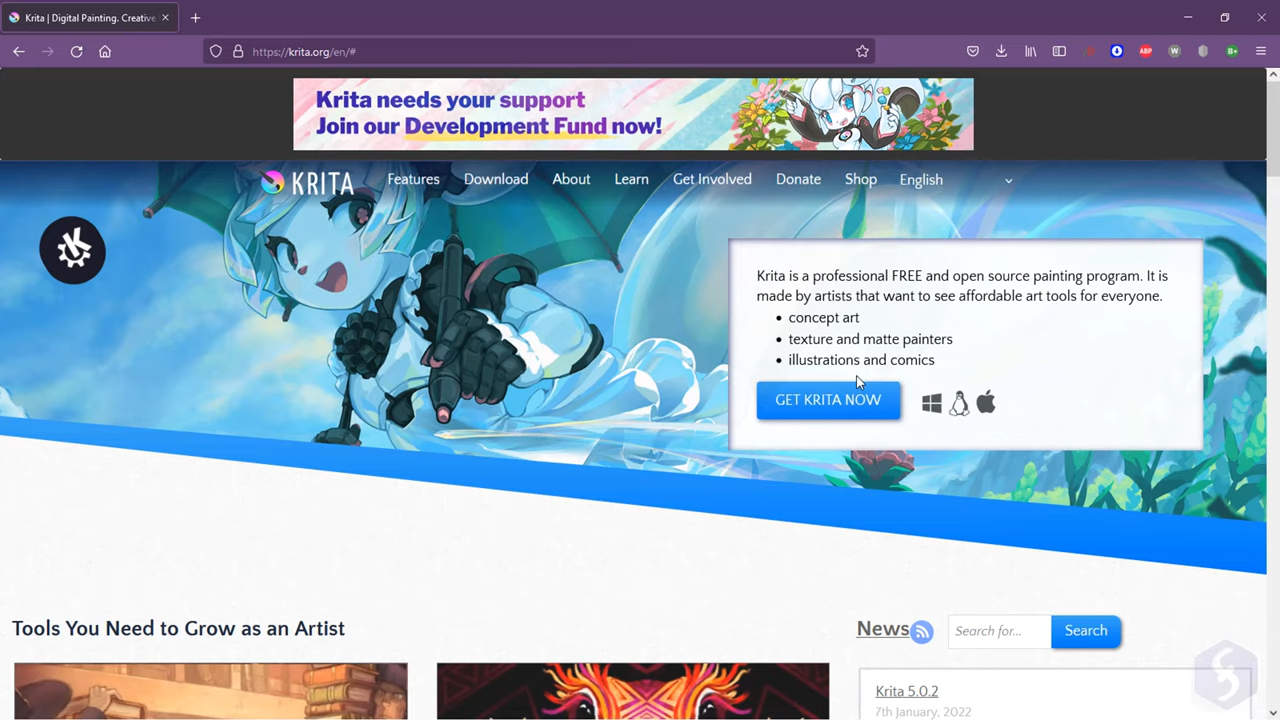 Krita | Digital Painting. Creative
https://krita.org/en/#
ABP
W
B+
Krita needs your support
Join our Development Fund now!
KRITA
Features
Download
About
Learn
Get Involved
Donate
Shop
English
Krita is a professional FREE and open source painting program. It is
made by artists that want to see affordable art tools for everyone.
concept art
texture and matte painters
illustrations and comics
GET KRITA NOW
Tools You Need to Grow as an Artist
News
Search for...
Search
Krita 5.0.2
7th January, 2022